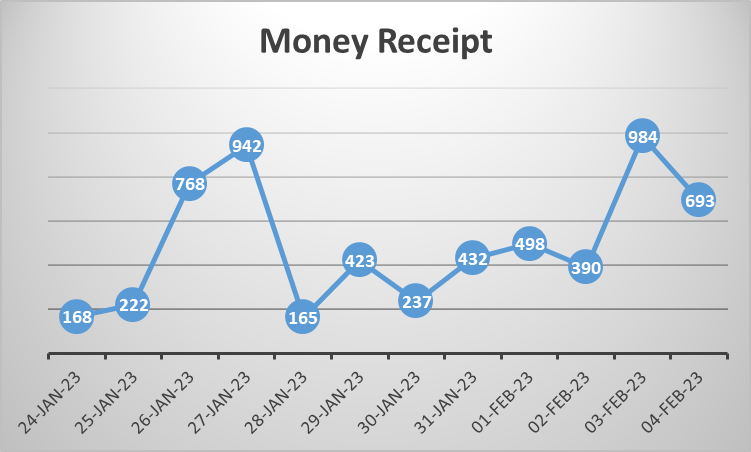 Money Receipt
168
222
768
942
165
423
237
432
498
390
984
693
24-JAN-23
25-JAN-23
26-JAN-23
27-JAN-23
28-JAN-23
29-JAN-23
30-JAN-23
31-JAN-23
01-FEB-23
02-FEB-23
03-FEB-23
04-FEB-23